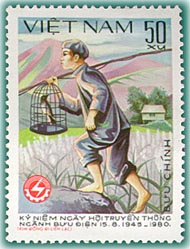 VIỆT NAM
50
XU
BƯU CHÍNH
KỶ NIỆM NGÀY HỘI TRUYỀN THỐNG
NGÀNH BƯU ĐIỆN 15.8.1945-1980.